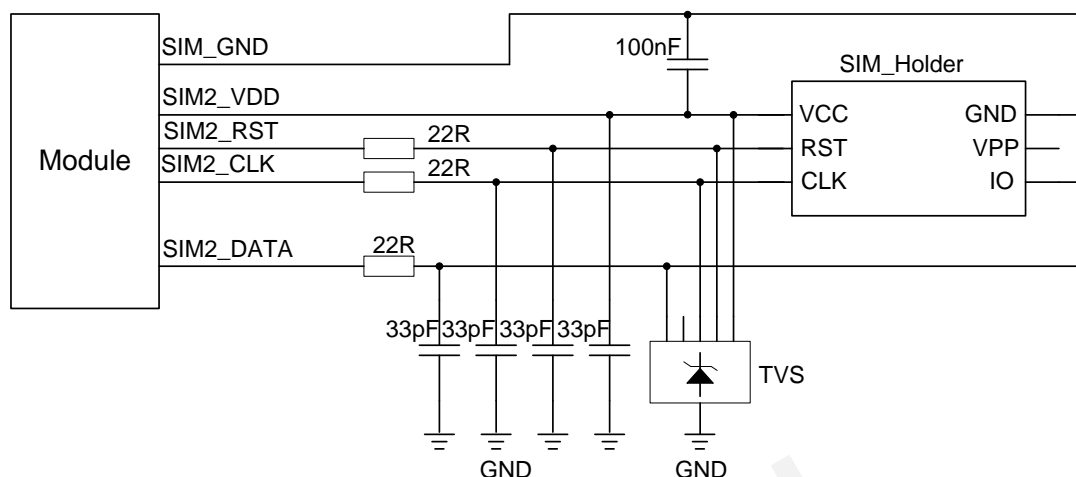 SIM_GND
100nF
SIM_Holder
SIM2_VDD
VCC GND
SIM2_RST 22R
RST VPP
Module
SIM2_CLK 22R
CLK IO
SIM2_DATA 22R
33pF 33pF 33pF 33pF
TVS
GND GND